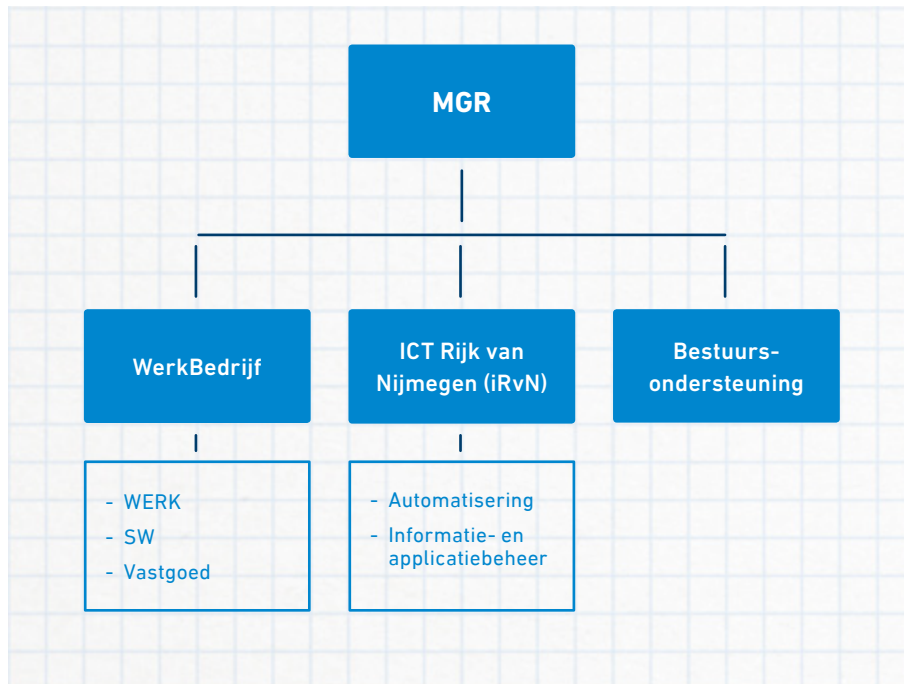 MGR
WerkBedrijf
ICT Rijk van
Nijmegen (iRvN)
Bestuurs-
ondersteuning
- WERK
- SW
- Vastgoed
- Automatisering
- Informatie- en
applicatiebeheer